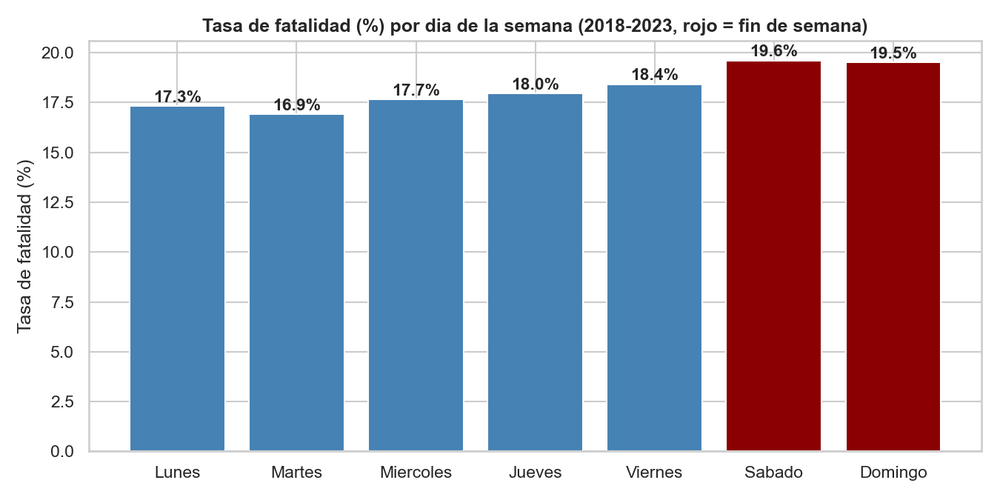 Tasa de fatalidad (%) por dia de la semana (2018-2023, rojo = fin de semana)
Tasa de fatalidad (%)
20.0
17.5
15.0
12.5
10.0
7.5
5.0
2.5
0.0
17.3%
16.9%
17.7%
18.0%
18.4%
19.6%
19.5%
Lunes
Martes
Miercoles
Jueves
Viernes
Sabado
Domingo